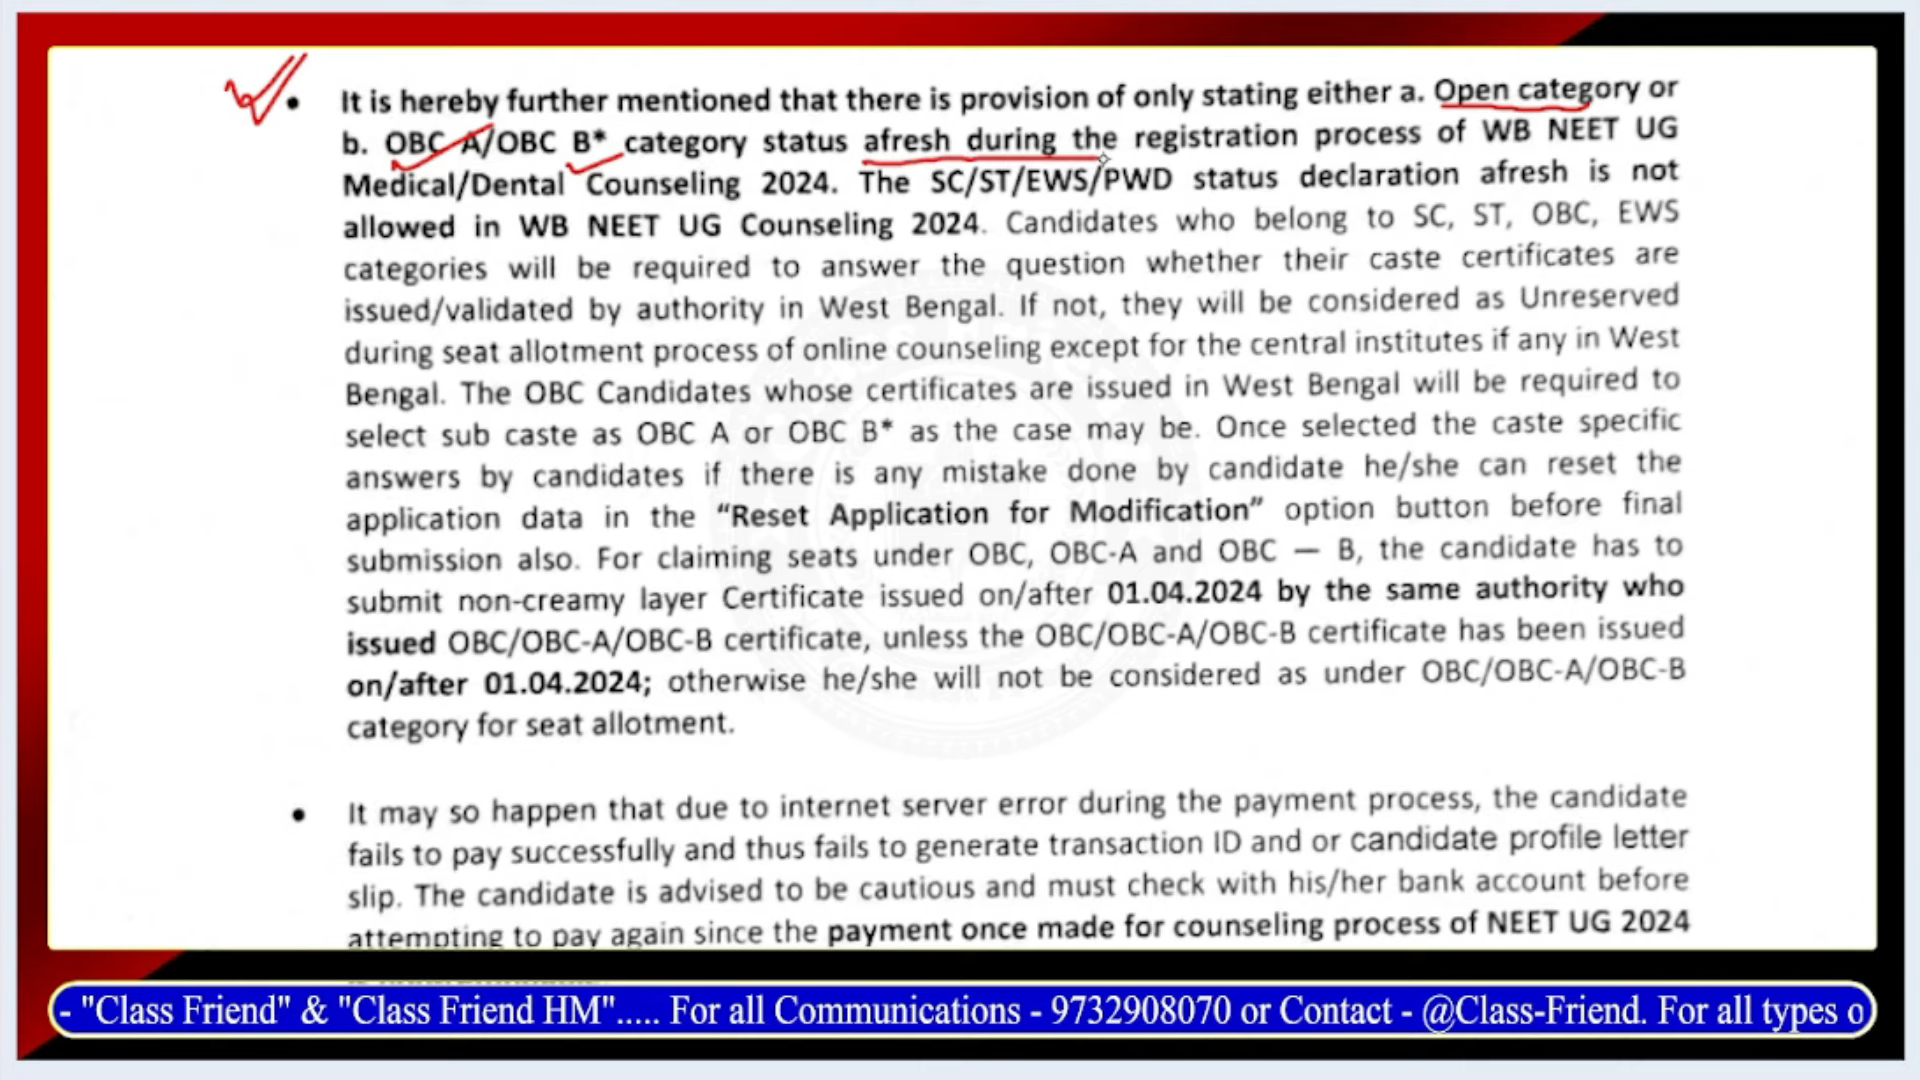 • It is hereby further mentioned that there is provision of only stating either a. Open category or
b. OBC A/OBC B* category status afresh during the registration process of WB NEET UG
Medical/Dental Counseling 2024. The SC/ST/EWS/PWD status declaration afresh is not
allowed in WB NEET UG Counseling 2024. Candidates who belong to SC, ST, OBC, EWS
categories will be required to answer the question whether their caste certificates are
issued/validated by authority in West Bengal. If not, they will be considered as Unreserved
during seat allotment process of online counseling except for the central institutes if any in West
Bengal. The OBC Candidates whose certificates are issued in West Bengal will be required to
select sub caste as OBC A or OBC B* as the case may be. Once selected the caste specific
answers by candidates if there is any mistake done by candidate he/she can reset the
application data in the “Reset Application for Modification” option button before final
submission also. For claiming seats under OBC, OBC-A and OBC — B, the candidate has to
submit non-creamy layer Certificate issued on/after 01.04.2024 by the same authority who
issued OBC/OBC-A/OBC-B certificate, unless the OBC/OBC-A/OBC-B certificate has been issued
on/after 01.04.2024; otherwise he/she will not be considered as under OBC/OBC-A/OBC-B
category for seat allotment.
• It may so happen that due to internet server error during the payment process, the candidate
fails to pay successfully and thus fails to generate transaction ID and or candidate profile letter
slip. The candidate is advised to be cautious and must check with his/her bank account before
attempting to pay again since the payment once made for counseling process of NEET UG 2024
- "Class Friend" & "Class Friend HM"..... For all Communications - 9732908070 or Contact - @Class-Friend. For all types o